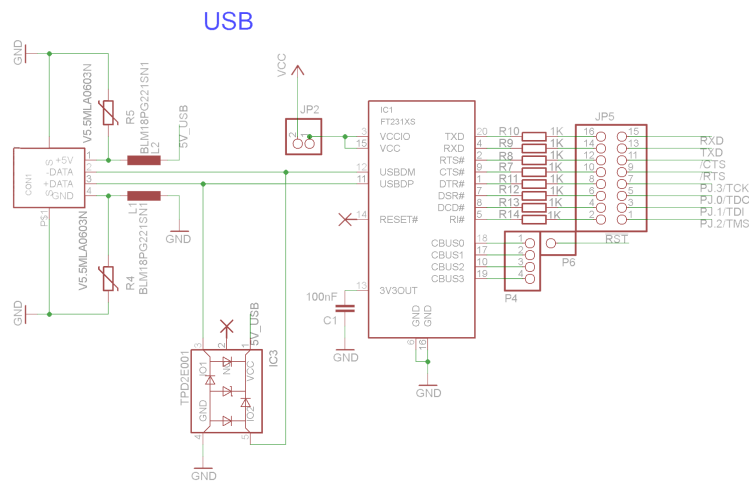 USB
GND
V5.5MLA0603N
R5
BLM18PG221SN1
L2
5V_USB
VCC
JP2
2
1
IC1
FT231XS
3
VCCIO
15
VCC
12
USBDM
11
USBDP
14
RESET#
13
3V3OUT
GND
GND
6
16
GND
TXD
RXD
RTS#
CTS#
DTR#
DSR#
DCD#
RI#
CBUS0
CBUS1
CBUS2
CBUS3
20
4
2
9
1
7
8
5
18
17
10
19
R10 1K
R9 1K
R8 1K
R7 1K
R11 1K
R12 1K
R13 1K
R14 1K
JP5
16 15
14 13
12 11
10 9
8 7
6 5
4 3
2 1
RXD
TXD
/CTS
/RTS
PJ.3/TCK
PJ.0/TDO
PJ.1/TDI
PJ.2/TMS
1
2
3
4
P4
P6
RST
CON1
S
S
+5V
-DATA
+DATA
GND
1
2
3
4
P$1
L1
BLM18PG221SN1
GND
V5.5MLA0603N
R4
GND
100nF
C1
GND
5V_USB
IC3
TPD2E001
3
2
1
IO1
NC
VCC
GND
IO2
4
5
GND